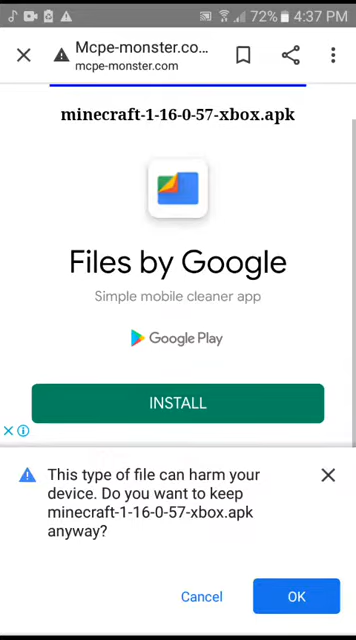 72% 4:37 PM
Mcpe-monster.co...
mcpe-monster.com
minecraft-1-16-0-57-xbox.apk
Files by Google
Simple mobile cleaner app
Google Play
INSTALL
This type of file can harm your
device. Do you want to keep
minecraft-1-16-0-57-xbox.apk
anyway?
Cancel OK